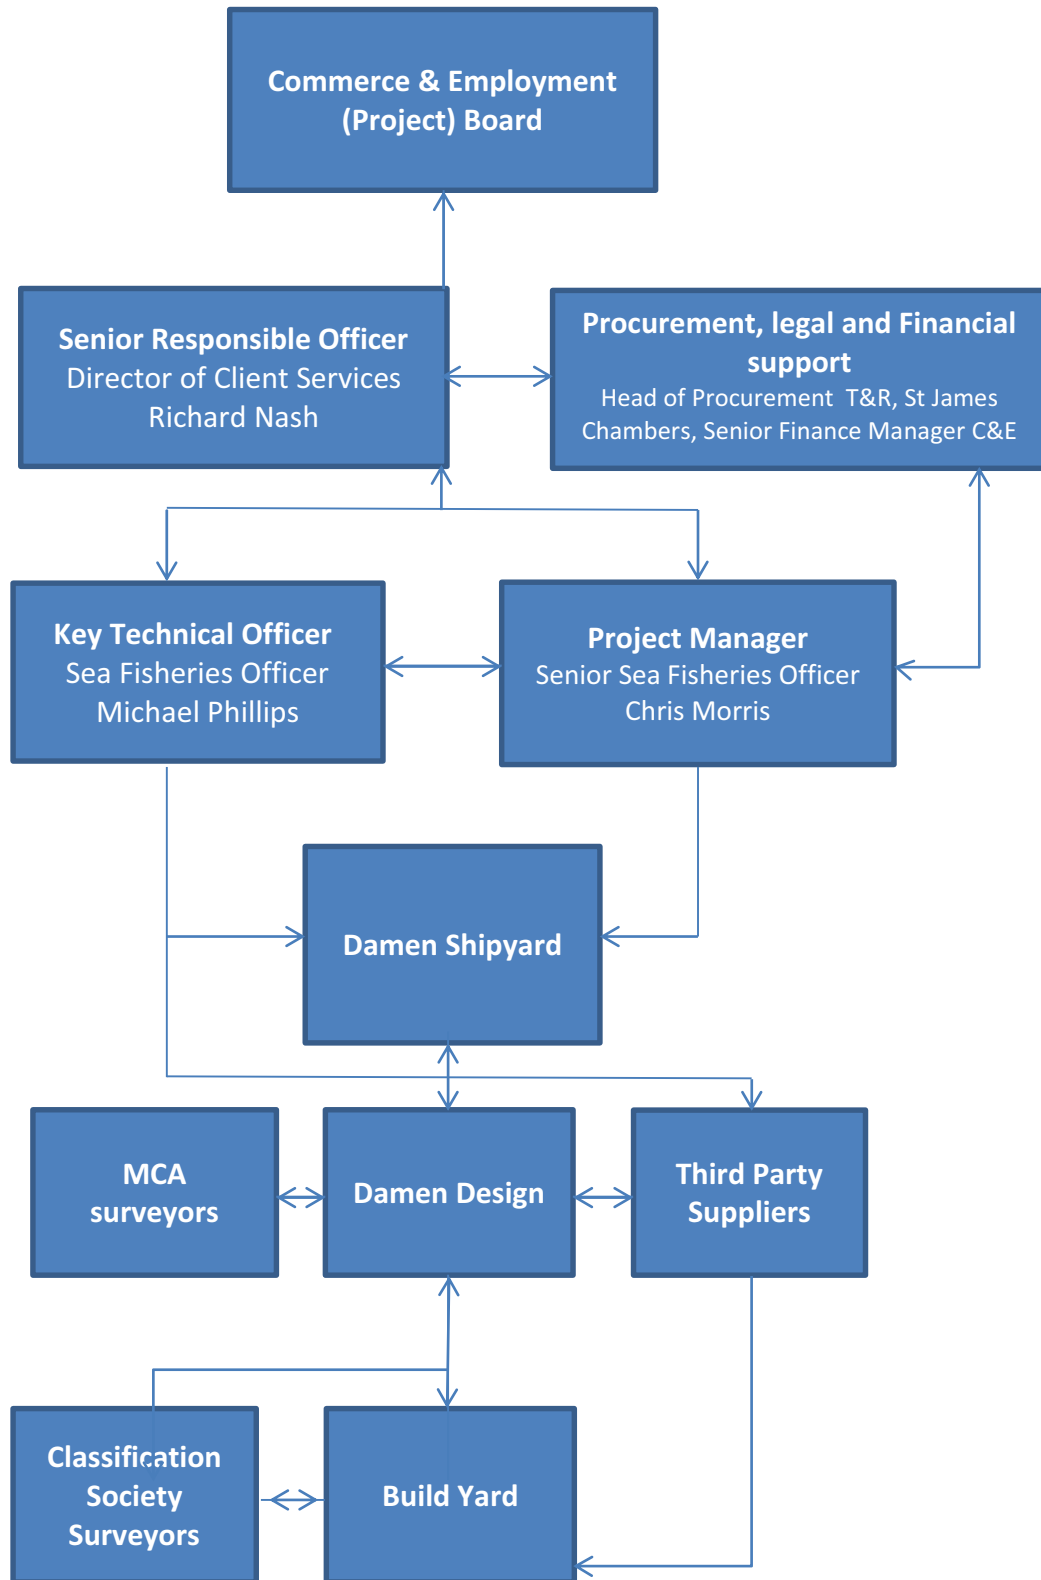 Commerce & Employment
(Project) Board
Senior Responsible Officer
Director of Client Services
Richard Nash
Procurement, legal and Financial
support
Head of Procurement T&R, St James
Chambers, Senior Finance Manager C&E
Key Technical Officer
Sea Fisheries Officer
Michael Phillips
Project Manager
Senior Sea Fisheries Officer
Chris Morris
Damen Shipyard
MCA
surveyors
Damen Design
Third Party
Suppliers
Classification
Society
Surveyors
Build Yard